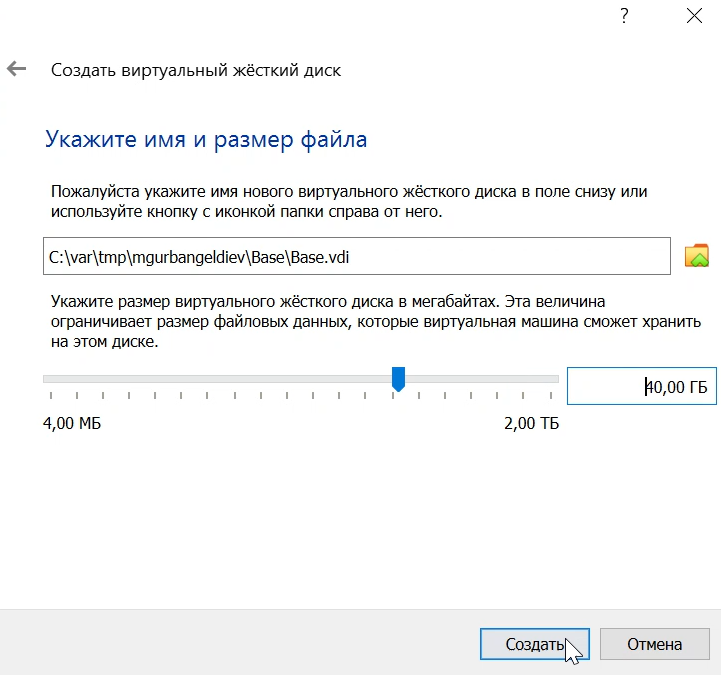 ?
Создать виртуальный жёсткий диск
Укажите имя и размер файла
Пожалуйста укажите имя нового виртуального жёсткого диска в поле снизу или
используйте кнопку с иконкой папки справа от него.
C:\var\tmp\mgurbangeldiev\Base\Base.vdi
Укажите размер виртуального жёсткого диска в мегабайтах. Эта величина
ограничивает размер файловых данных, которые виртуальная машина сможет хранить
на этом диске.
40,00 ГБ
4,00 МБ 2,00 ТБ
Создать Отмена